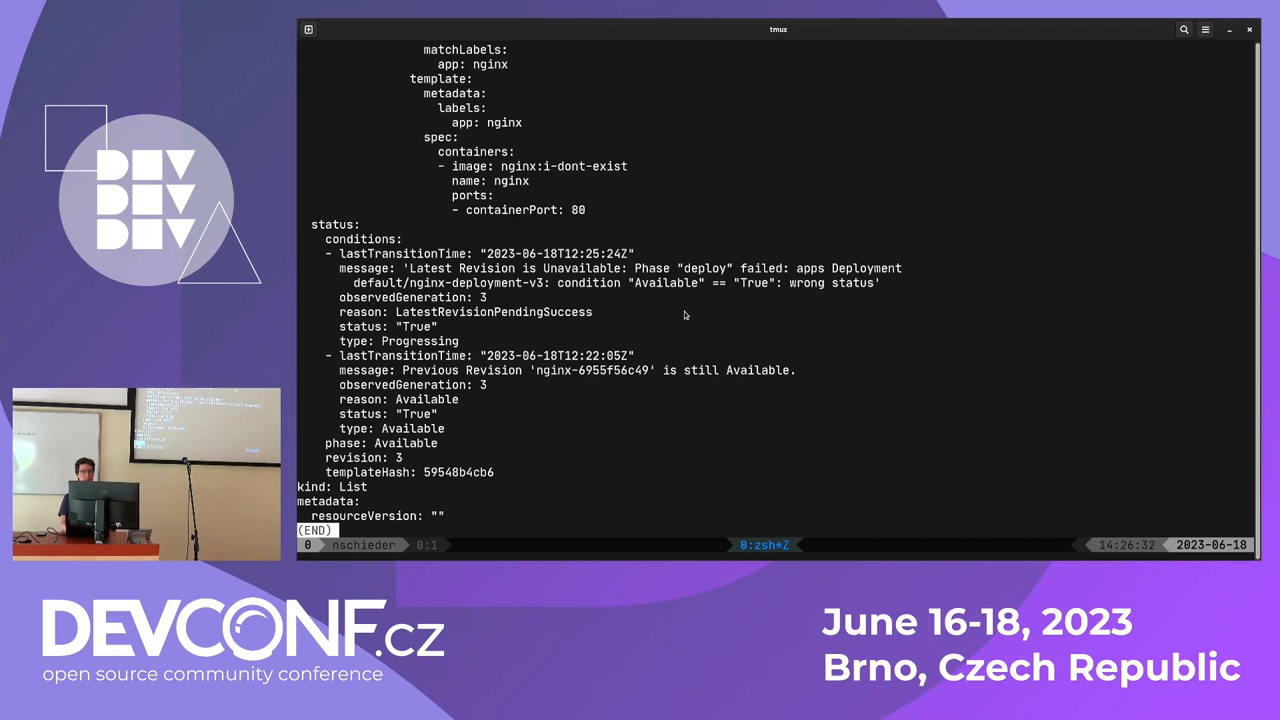 tmux
matchLabels:
app: nginx
template:
metadata:
labels:
app: nginx
spec:
containers:
- image: nginx:i-dont-exist
name: nginx
ports:
- containerPort: 80
status:
conditions:
- lastTransitionTime: "2023-06-18T12:25:24Z"
message: 'Latest Revision is Unavailable: Phase "deploy" failed: apps Deployment
default/nginx-deployment-v3: condition "Available" == "True": wrong status'
observedGeneration: 3
reason: LatestRevisionPendingSuccess
status: "True"
type: Progressing
- lastTransitionTime: "2023-06-18T12:22:05Z"
message: Previous Revision 'nginx-6955f56c49' is still Available.
observedGeneration: 3
reason: Available
status: "True"
type: Available
phase: Available
revision: 3
templateHash: 59548b4cb6
kind: List
metadata:
resourceVersion: ""
(END)
0 nschieder 0:1 0:zsh*Z 14:26:32 2023-06-18
DEV
DEV
DEV
DEVCONF.cz
open source community conference
June 16-18, 2023
Brno, Czech Republic